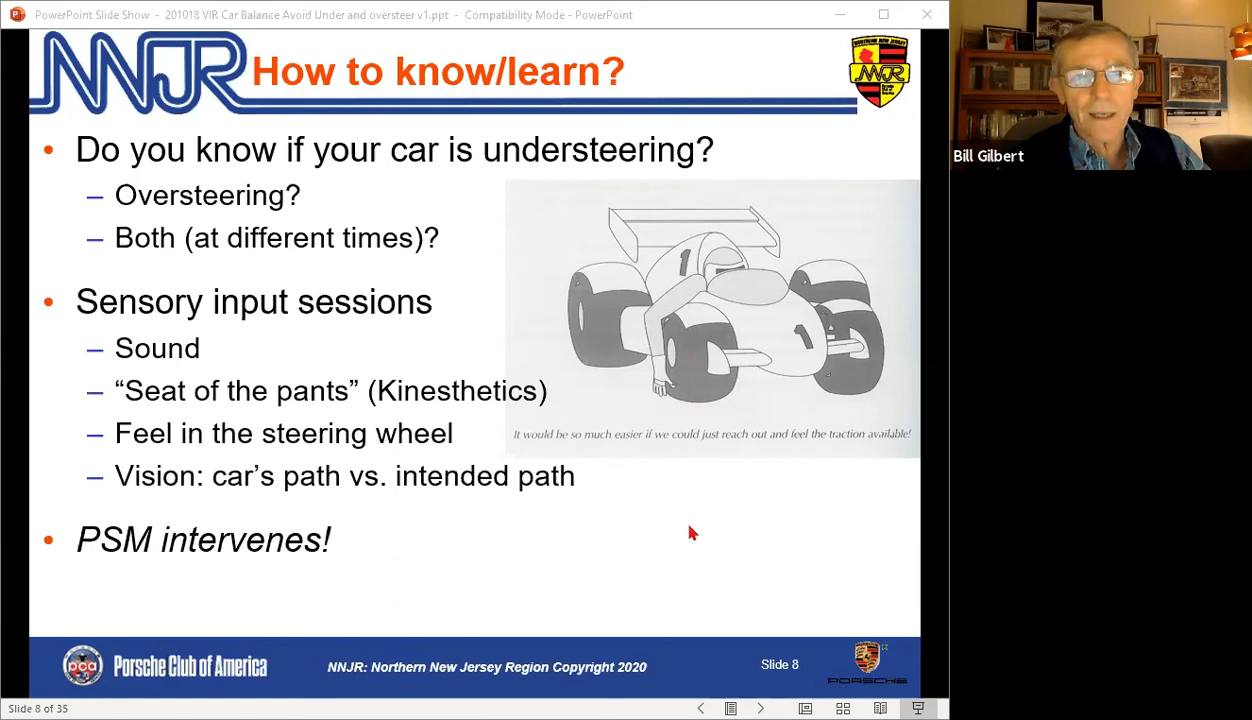 PowerPoint Slide Show - 201018 VIR Car Balance Avoid Under and oversteer v1.ppt - Compatibility Mode - PowerPoint
NNJR
How to know/learn?
NNJR
• Do you know if your car is understeering?
– Oversteering?
– Both (at different times)?
• Sensory input sessions
– Sound
– “Seat of the pants” (Kinesthetics)
– Feel in the steering wheel
– Vision: car’s path vs. intended path
• PSM intervenes!
1
1
It would be so much easier if we could just reach out and feel the traction available!
Bill Gilbert
pca
Porsche Club of America
NNJR: Northern New Jersey Region Copyright 2020
Slide 8
PORSCHE
Slide 8 of 35